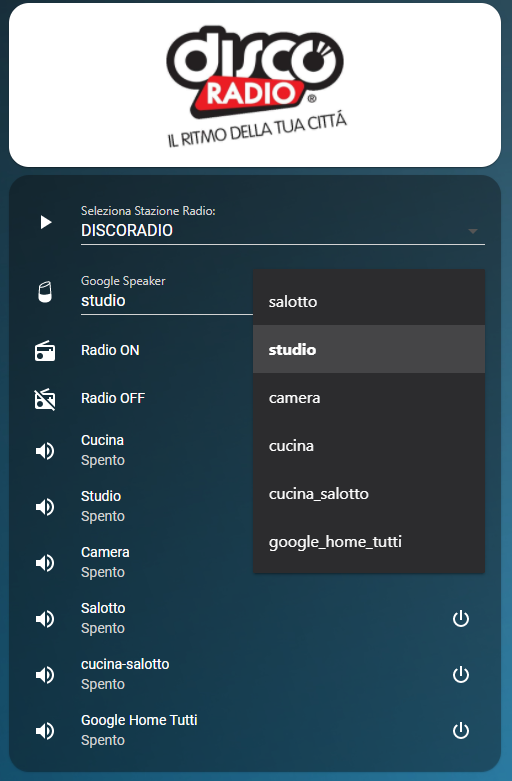 disco
RADIO®
IL RITMO DELLA TUA CITTÁ
Seleziona Stazione Radio:
DISCORADIO
Google Speaker
studio
salotto
studio
camera
cucina
cucina_salotto
google_home_tutti
Radio ON
Radio OFF
Cucina
Spento
Studio
Spento
Camera
Spento
Salotto
Spento
cucina-salotto
Spento
Google Home Tutti
Spento